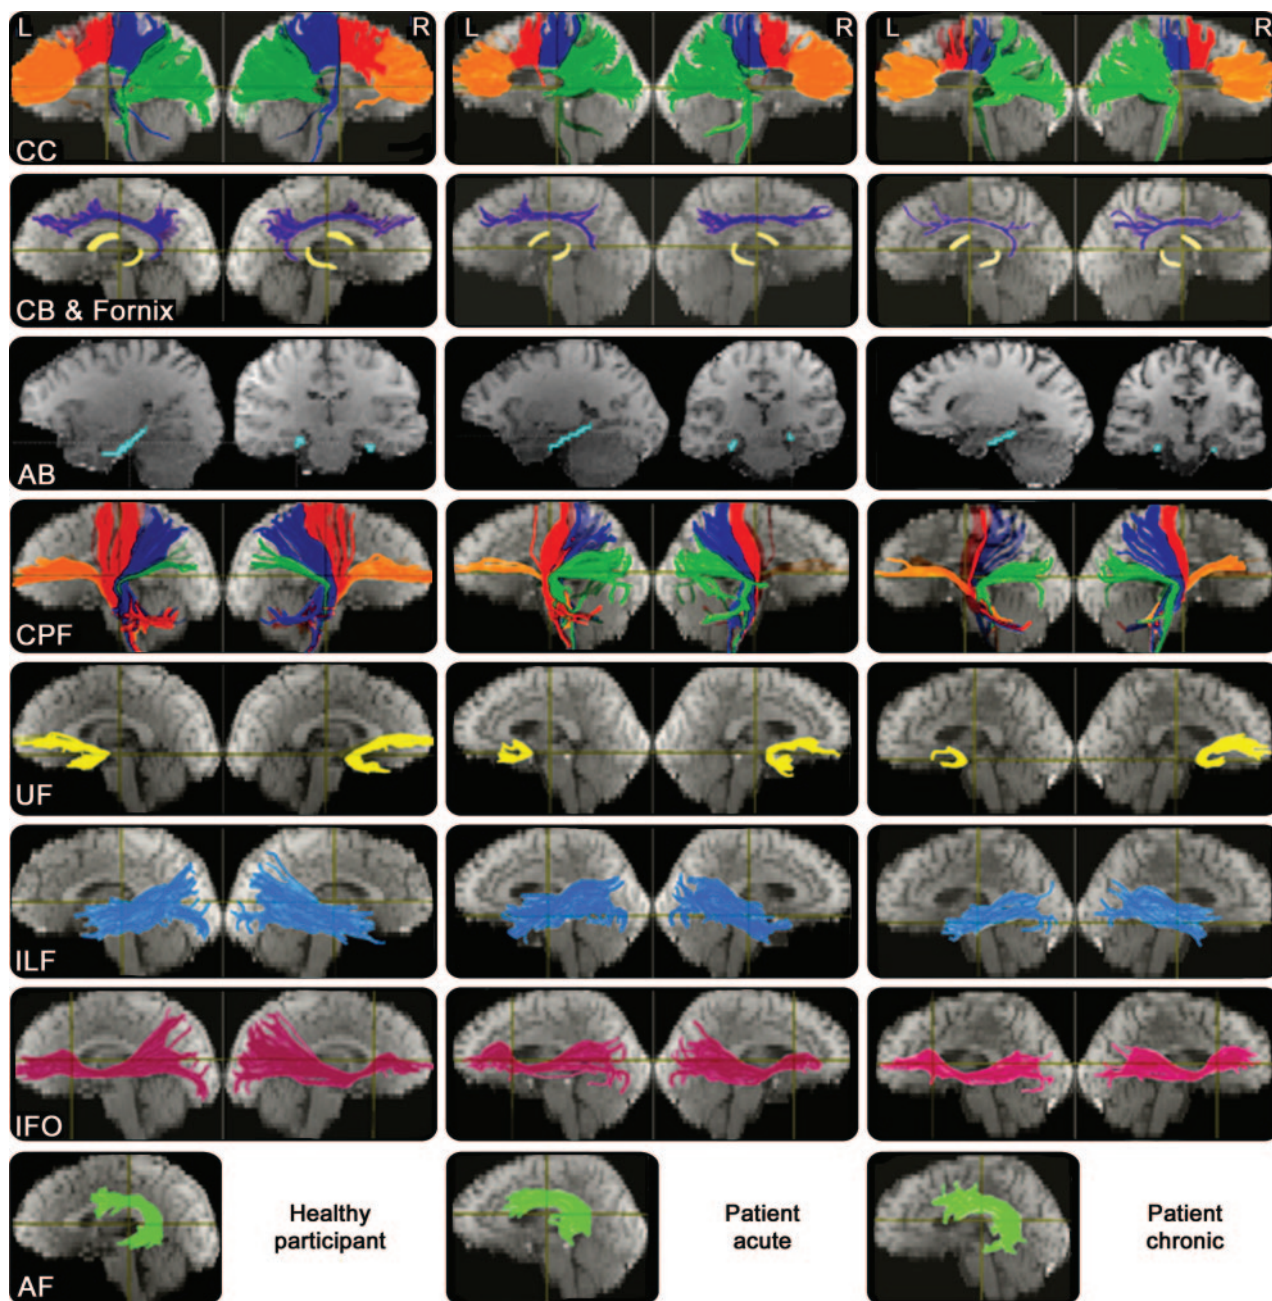 L R L R L R
CC
CB & Fornix
AB
CPF
UF
ILF
IFO
AF
Healthy
participant
Patient
acute
Patient
chronic